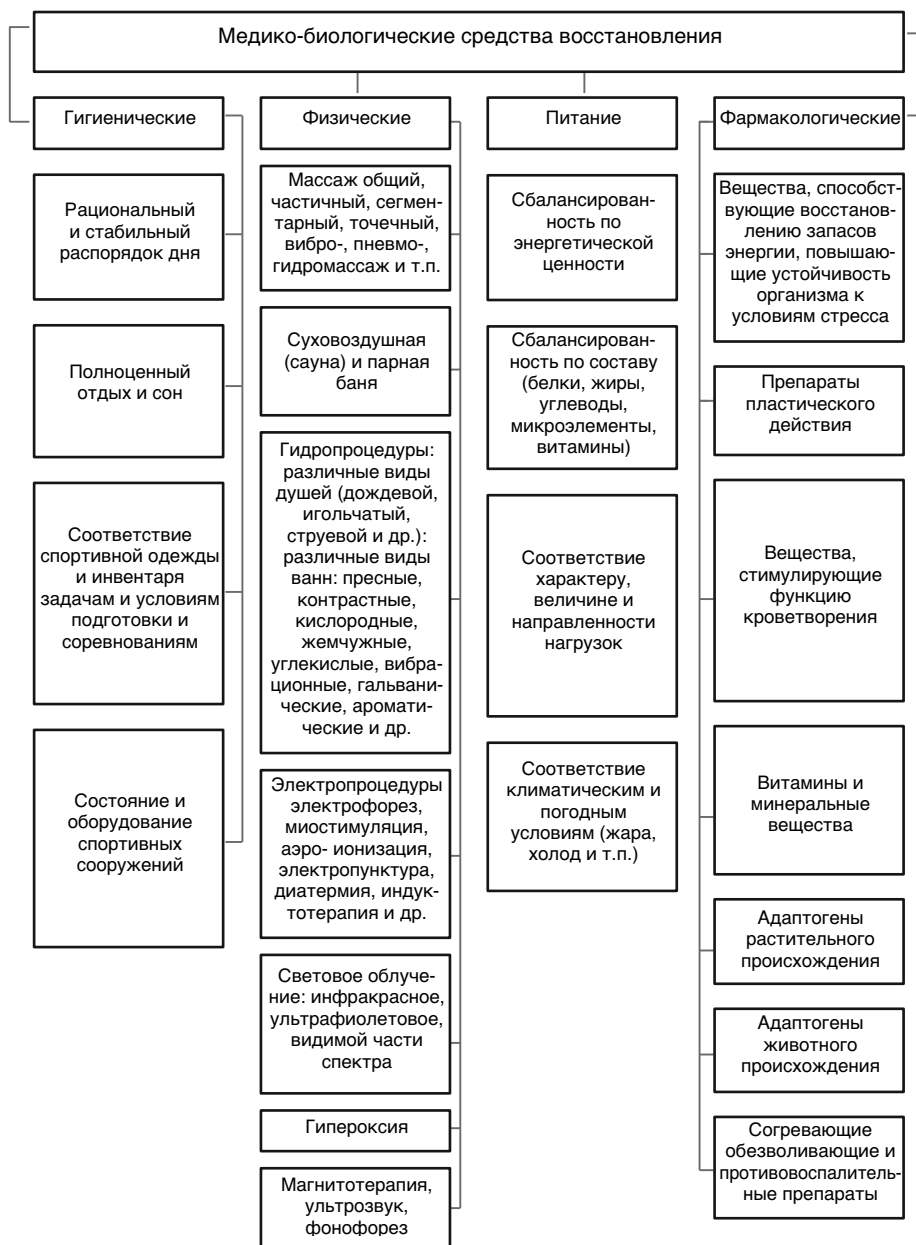 Медико-биологические средства восстановления
Гигиенические
Рациональный
и стабильный
распорядок дня
Полноценный
отдых и сон
Соответствие
спортивной одежды
и инвентаря
задачам и условиям
подготовки и
соревнованиям
Состояние и
оборудование
спортивных
сооружений
Физические
Массаж общий,
частичный, сегмен-
тарный, точечный,
вибро-, пневмо-,
гидромассаж и т.п.
Суховоздушная
(сауна) и парная
баня
Гидропроцедуры:
различные виды
душей (дождевой,
игольчатый,
струевой и др.):
различные виды
ванн: пресные,
контрастные,
кислородные,
жемчужные,
углекислые, вибра-
ционные, гальвани-
ческие, аромати-
ческие и др.
Электропроцедуры
электрофорез,
миостимуляция,
аэро- ионизация,
электропунктура,
диатермия, индук-
тотерапия и др.
Световое облуче-
ние: инфракрасное,
ультрафиолетовое,
видимой части
спектра
Гипероксия
Магнитотерапия,
ультрозвук,
фонофорез
Питание
Сбалансирован-
ность по
энергетической
ценности
Сбалансирован-
ность по составу
(белки, жиры,
углеводы,
микроэлементы,
витамины)
Соответствие
характеру,
величине и
направленности
нагрузок
Соответствие
климатическим и
погодным
условиям (жара,
холод и т.п.)
Фармакологические
Вещества, способст-
вующие восстанов-
лению запасов
энергии, повышаю-
щие устойчивость
организма к
условиям стресса
Препараты
пластического
действия
Вещества,
стимулирующие
функцию
кроветворения
Витамины и
минеральные
вещества
Адаптогены
растительного
происхождения
Адаптогены
животного
происхождения
Согревающие
обезволивающие и
противовоспалитель-
ные препараты